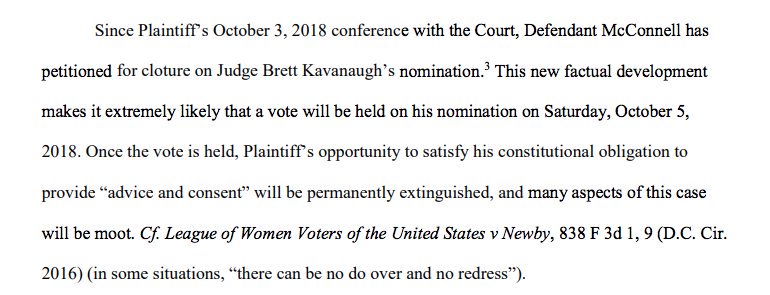 Since Plaintiff's October 3, 2018 conference with the Court, Defendant McConnell has
petitioned for cloture on Judge Brett Kavanaugh's nomination.³ This new factual development
makes it extremely likely that a vote will be held on his nomination on Saturday, October 5,
2018. Once the vote is held, Plaintiff's opportunity to satisfy his constitutional obligation to
provide “advice and consent” will be permanently extinguished, and many aspects of this case
will be moot. Cf. League of Women Voters of the United States v Newby, 838 F 3d 1, 9 (D.C. Cir.
2016) (in some situations, “there can be no do over and no redress”).